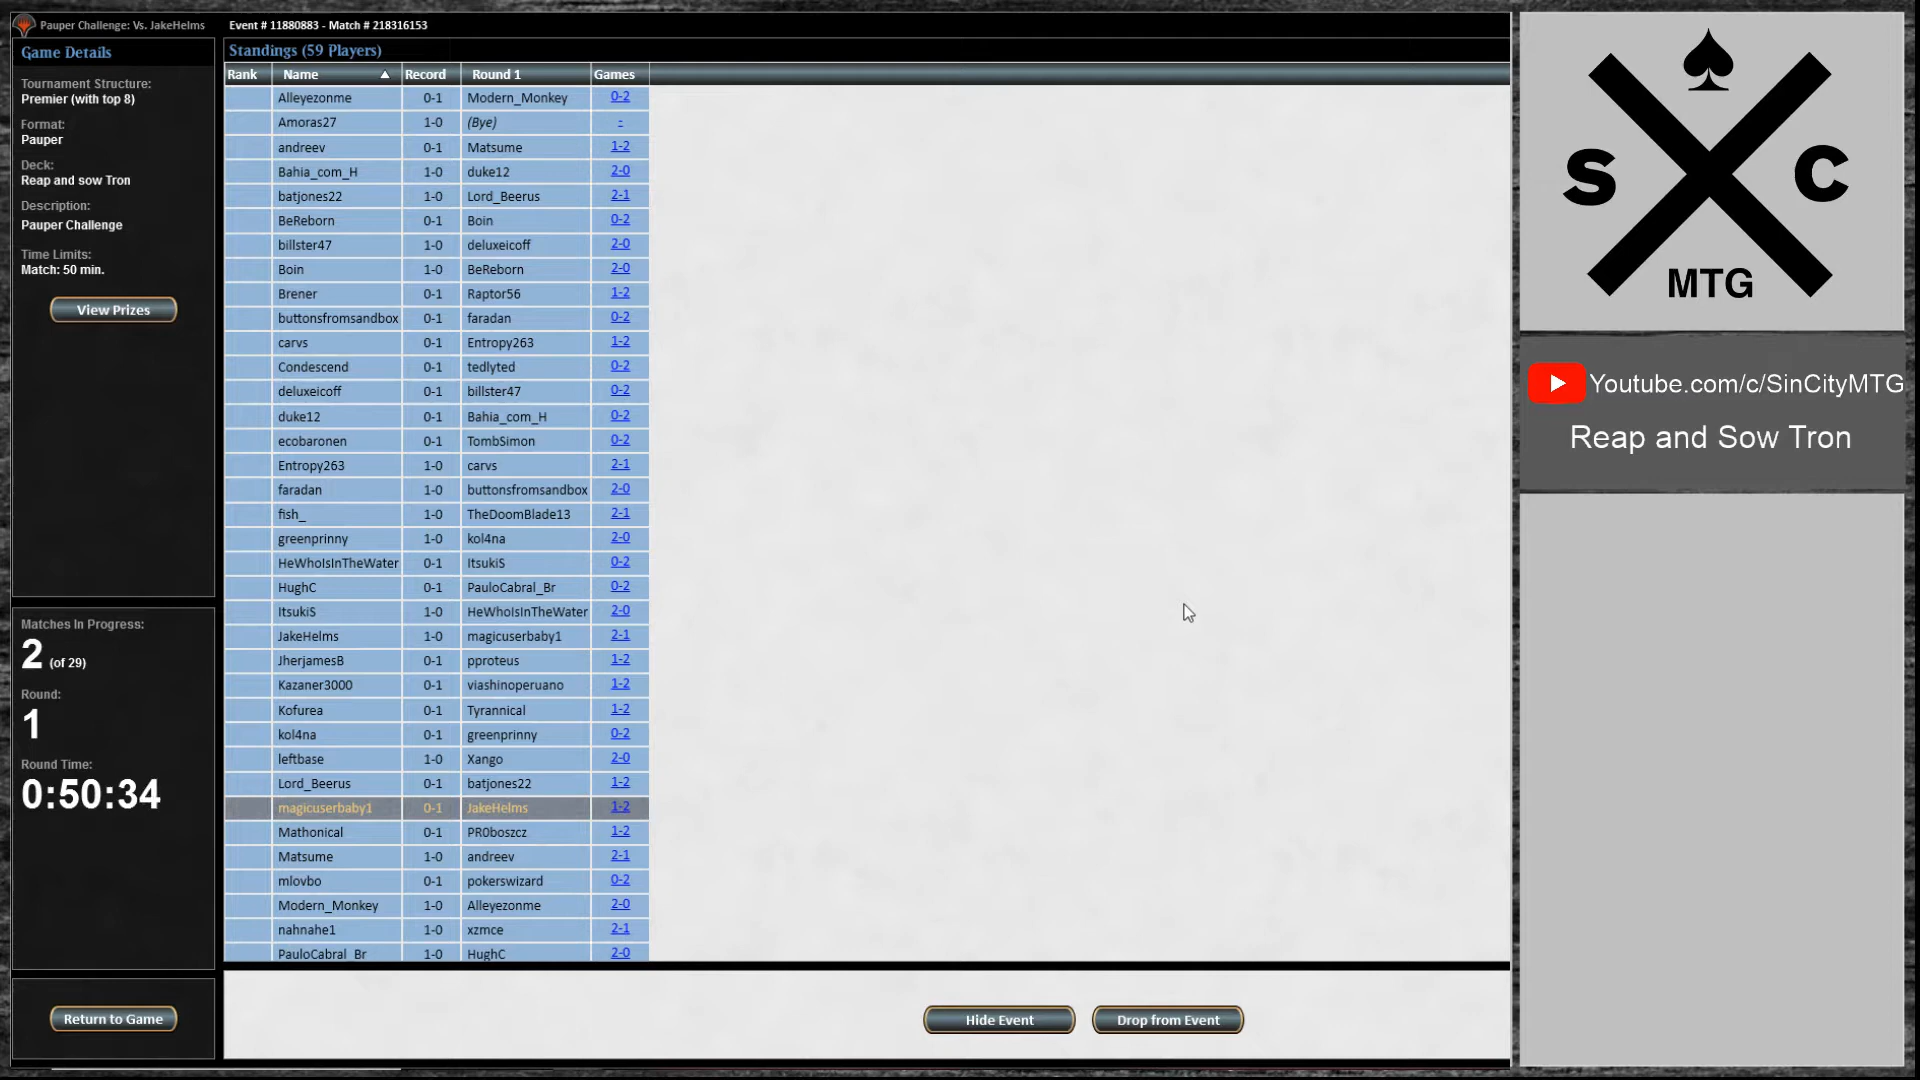 Pauper Challenge: Vs. JakeHelms
Event # 11880883 - Match # 218316153
Game Details
Tournament Structure:
Premier (with top 8)
Format:
Pauper
Deck:
Reap and sow Tron
Description:
Pauper Challenge
Time Limits:
Match: 50 min.
View Prizes
Matches In Progress:
2 (of 29)
Round:
1
Round Time:
0:50:34
Return to Game
Standings (59 Players)
Rank Name Record Round 1 Games
Alleyezonme 0-1 Modern_Monkey 0-2
Amoras27 1-0 (Bye) -
andreev 0-1 Matsume 1-2
Bahia_com_H 1-0 duke12 2-0
batjones22 1-0 Lord_Beerus 2-1
BeReborn 0-1 Boin 0-2
billster47 1-0 deluxeicoff 2-0
Boin 1-0 BeReborn 2-0
Brener 0-1 Raptor56 1-2
buttonsfromsandbox 0-1 faradan 0-2
carvs 0-1 Entropy263 1-2
Condescend 0-1 tedlyted 0-2
deluxeicoff 0-1 billster47 0-2
duke12 0-1 Bahia_com_H 0-2
ecobaronen 0-1 TombSimon 0-2
Entropy263 1-0 carvs 2-1
faradan 1-0 buttonsfromsandbox 2-0
fish_ 1-0 TheDoomBlade13 2-1
greenprinny 1-0 kol4na 2-0
HeWhoIsInTheWater 0-1 ItsukiS 0-2
HughC 0-1 PauloCabral_Br 0-2
ItsukiS 1-0 HeWhoIsInTheWater 2-0
JakeHelms 1-0 magicuserbaby1 2-1
JherjamesB 0-1 pproteus 1-2
Kazaner3000 0-1 viashinoperuano 1-2
Kofurea 0-1 Tyrannical 1-2
kol4na 0-1 greenprinny 0-2
leftbase 1-0 Xango 2-0
Lord_Beerus 0-1 batjones22 1-2
magicuserbaby1 0-1 JakeHelms 1-2
Mathonical 0-1 PR0boszcz 1-2
Matsume 1-0 andreev 2-1
mlovbo 0-1 pokerswizard 0-2
Modern_Monkey 1-0 Alleyezonme 2-0
nahnahe1 1-0 xzmce 2-1
PauloCabral_Br 1-0 HughC 2-0
Hide Event
Drop from Event
S C
MTG
Youtube.com/c/SinCityMTG
Reap and Sow Tron